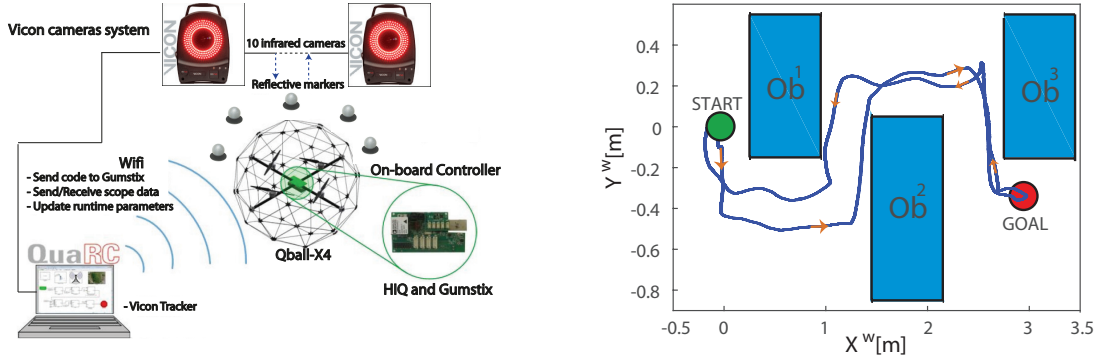 Vicon cameras system
VICON
VICON
10 infrared cameras
Reflective markers
Wifi
- Send code to Gumstix
- Send/Receive scope data
- Update runtime parameters
On-board Controller
QuaRC
Qball-X4
HIQ and Gumstix
- Vicon Tracker
0.4
0.2
0
-0.2
-0.4
-0.6
-0.8
Y w[m]
START
Ob1
Ob2
Ob3
GOAL
-0.5
0
1
2
3
3.5
X w[m]